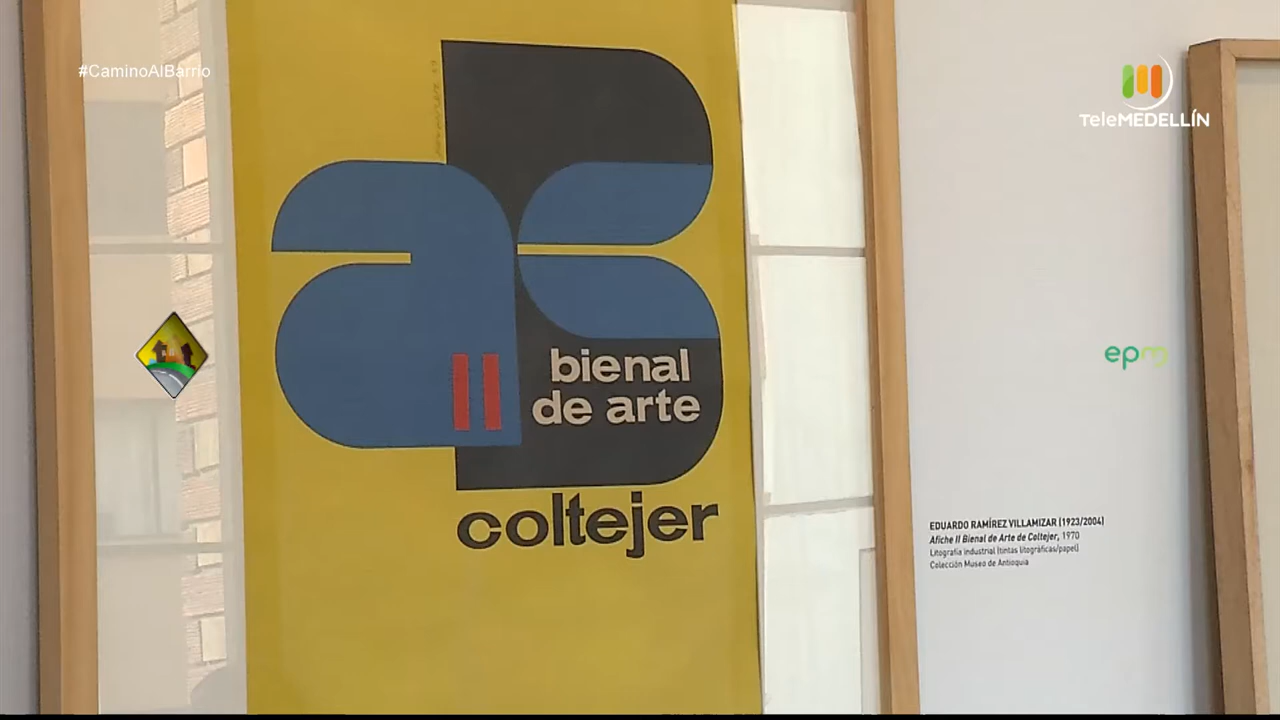 #CaminoAlBarrio
TeleMEDELLÍN
II
bienal
de arte
coltejer
epm
EDUARDO RAMÍREZ VILLAMIZAR (1923/2004)
Afiche II Bienal de Arte de Coltejer, 1970
Litografía industrial (tintas litográficas/papel)
Colección Museo de Antioquia